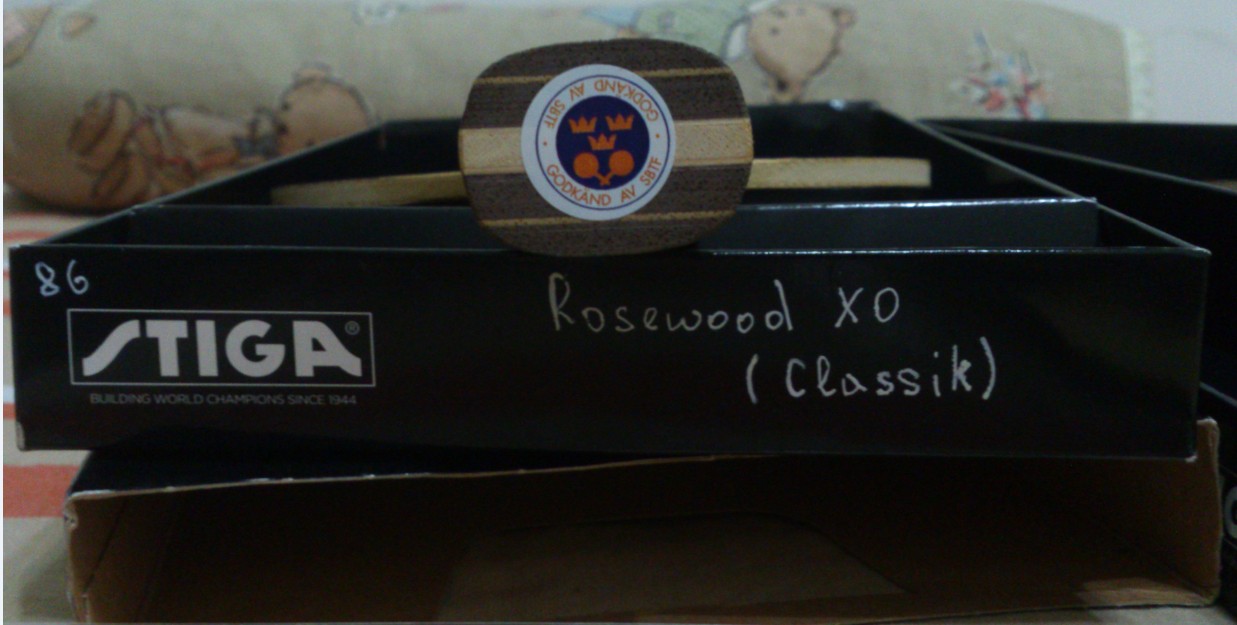 GODKÄND AV SBTF • GODKÄND AV SBTF •
86
STIGA®
BUILDING WORLD CHAMPIONS SINCE 1944
Rosewood XO
(Classik)